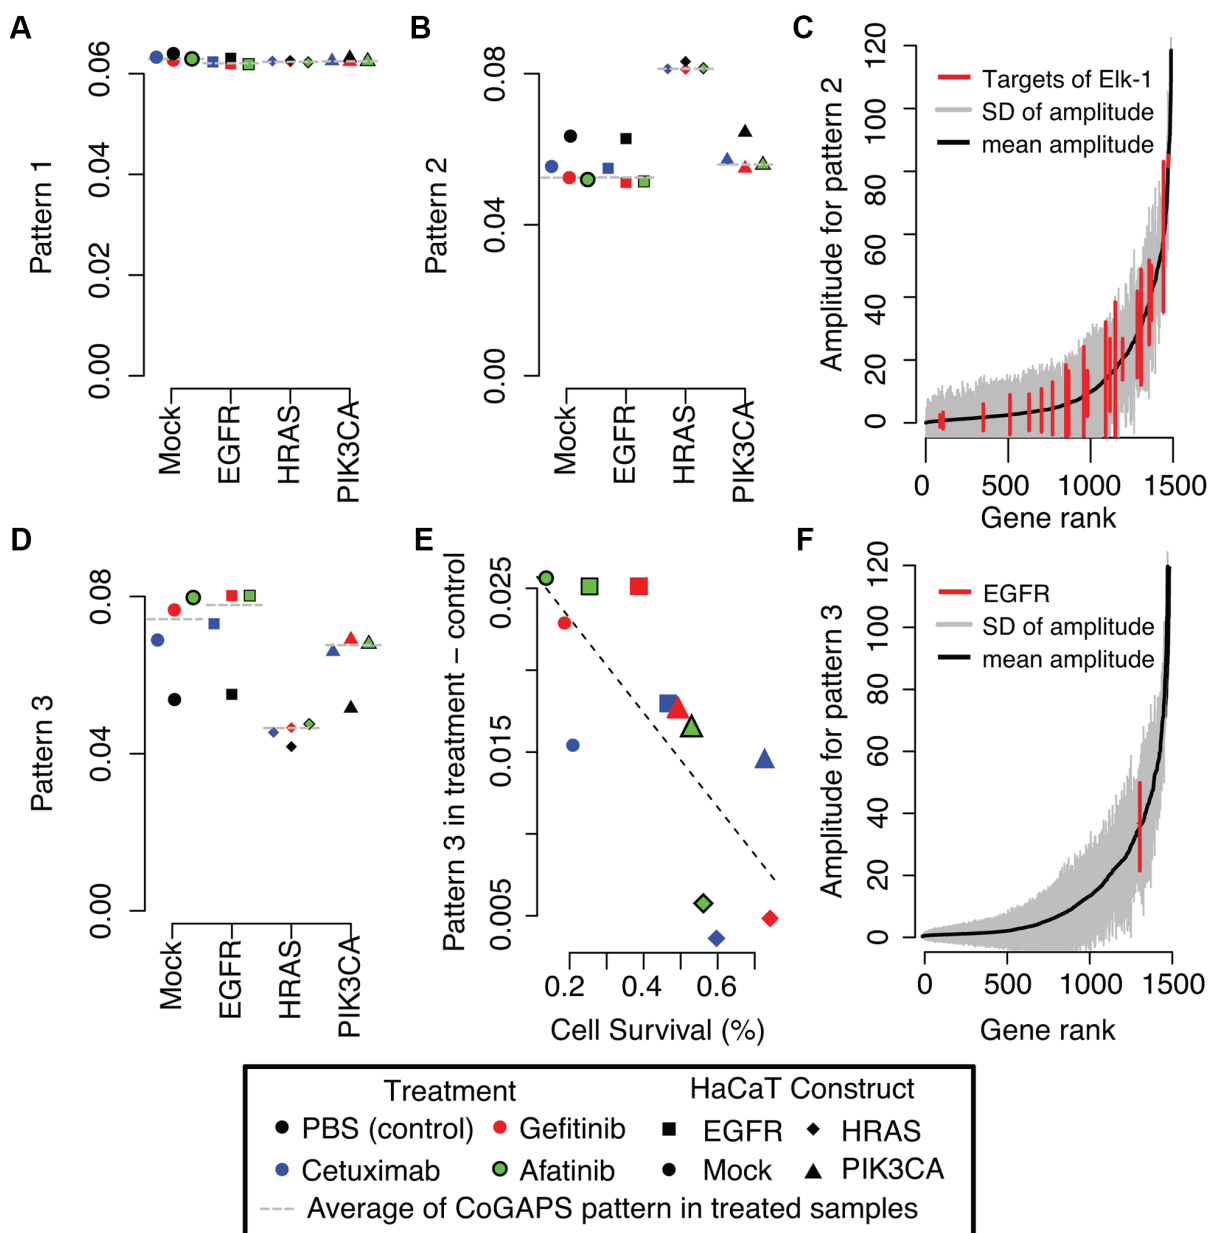 A
Pattern 1
0.06
0.04
0.02
0.00
Mock
EGFR
HRAS
PIK3CA
B
Pattern 2
0.08
0.04
0.00
Mock
EGFR
HRAS
PIK3CA
C
Amplitude for pattern 2
120
100
80
60
40
20
0
Targets of Elk-1
SD of amplitude
mean amplitude
0 500 1000 1500
Gene rank
D
Pattern 3
0.08
0.04
0.00
Mock
EGFR
HRAS
PIK3CA
E
Pattern 3 in treatment – control
0.025
0.015
0.005
0.2 0.4 0.6
Cell Survival (%)
F
Amplitude for pattern 3
120
100
80
60
40
20
0
EGFR
SD of amplitude
mean amplitude
0 500 1000 1500
Gene rank
Treatment HaCaT Construct
PBS (control) Gefitinib EGFR HRAS
Cetuximab Afatinib Mock PIK3CA
Average of CoGAPS pattern in treated samples